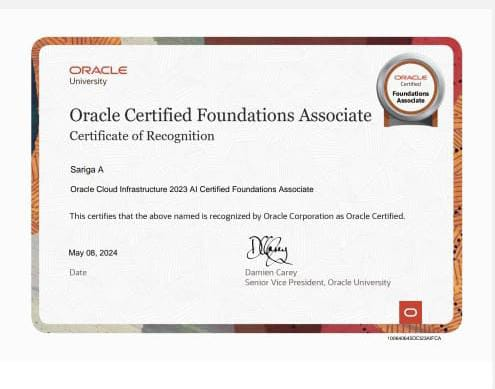 ORACLE
University
ORACLE
Certified
Foundations
Associate
Oracle Certified Foundations Associate
Certificate of Recognition
Sariga A
Oracle Cloud Infrastructure 2023 AI Certified Foundations Associate
This certifies that the above named is recognized by Oracle Corporation as Oracle Certified.
May 08, 2024
Date
Damien Carey
Senior Vice President, Oracle University